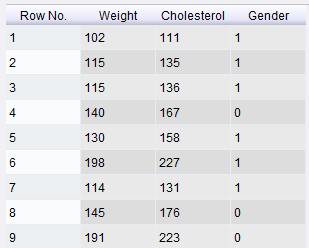 Row No. Weight Cholesterol Gender
1 102 111 1
2 115 135 1
3 115 136 1
4 140 167 0
5 130 158 1
6 198 227 1
7 114 131 1
8 145 176 0
9 191 223 0